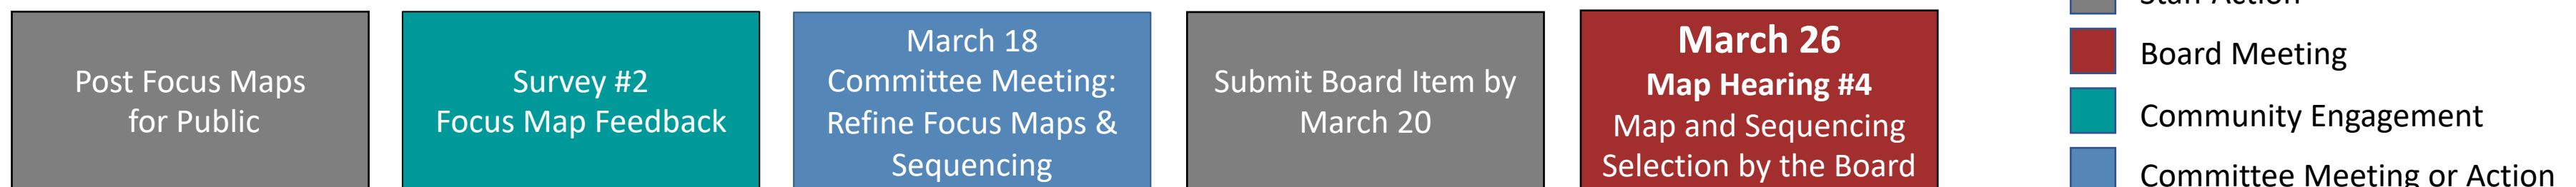 Post Focus Maps
for Public
Survey #2
Focus Map Feedback
March 18
Committee Meeting:
Refine Focus Maps &
Sequencing
Submit Board Item by
March 20
March 26
Map Hearing #4
Map and Sequencing
Selection by the Board
Staff Action
Board Meeting
Community Engagement
Committee Meeting or Action